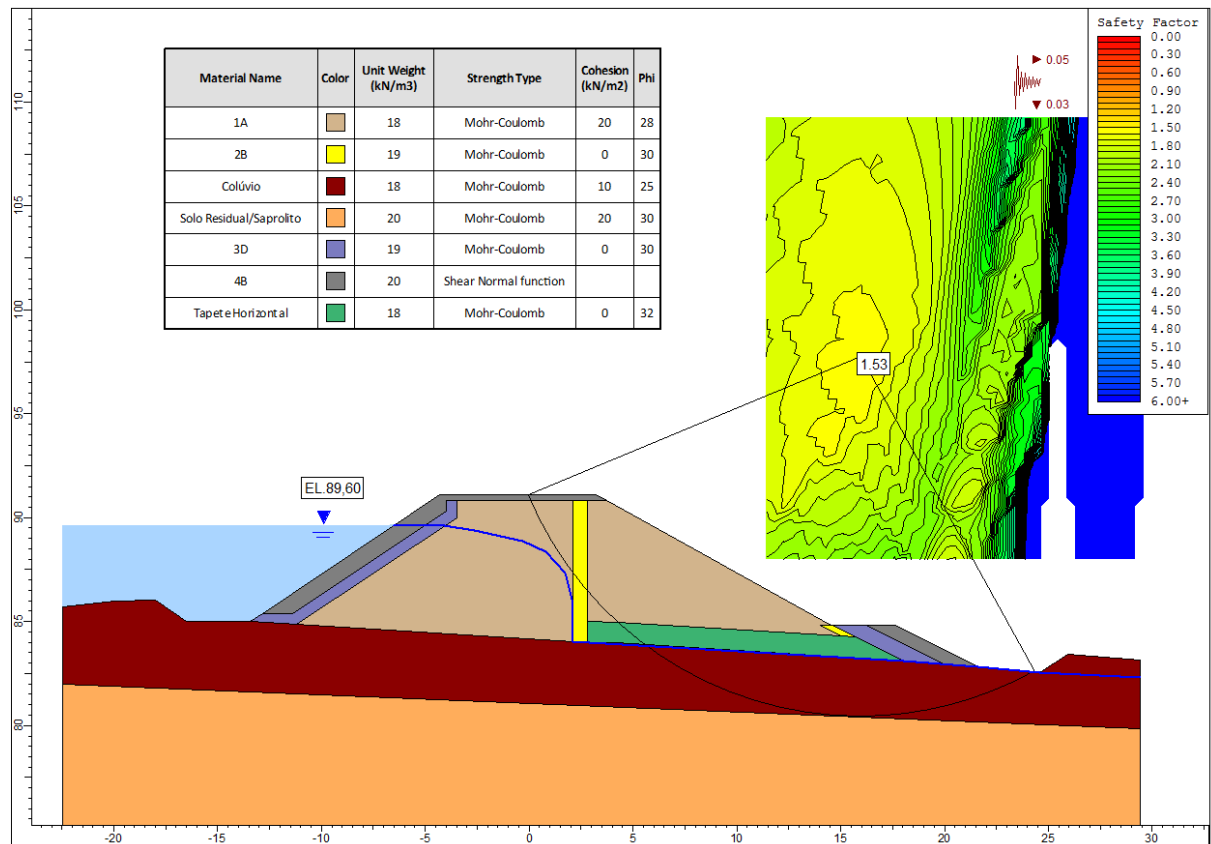 Safety Factor
0.00
0.30
0.60
0.90
1.20
1.50
1.80
2.10
2.40
2.70
3.00
3.30
3.60
3.90
4.20
4.50
4.80
5.10
5.40
5.70
6.00+
0.05
0.03
Material Name Color Unit Weight (kN/m3) Strength Type Cohesion (kN/m2) Phi
1A 18 Mohr-Coulomb 20 28
2B 19 Mohr-Coulomb 0 30
Colúvio 18 Mohr-Coulomb 10 25
Solo Residual/Saprolito 20 Mohr-Coulomb 20 30
3D 19 Mohr-Coulomb 0 30
4B 20 Shear Normal function
Tapete Horizontal 18 Mohr-Coulomb 0 32
1.53
EL.89,60
110
105
100
95
90
85
80
-20 -15 -10 -5 0 5 10 15 20 25 30